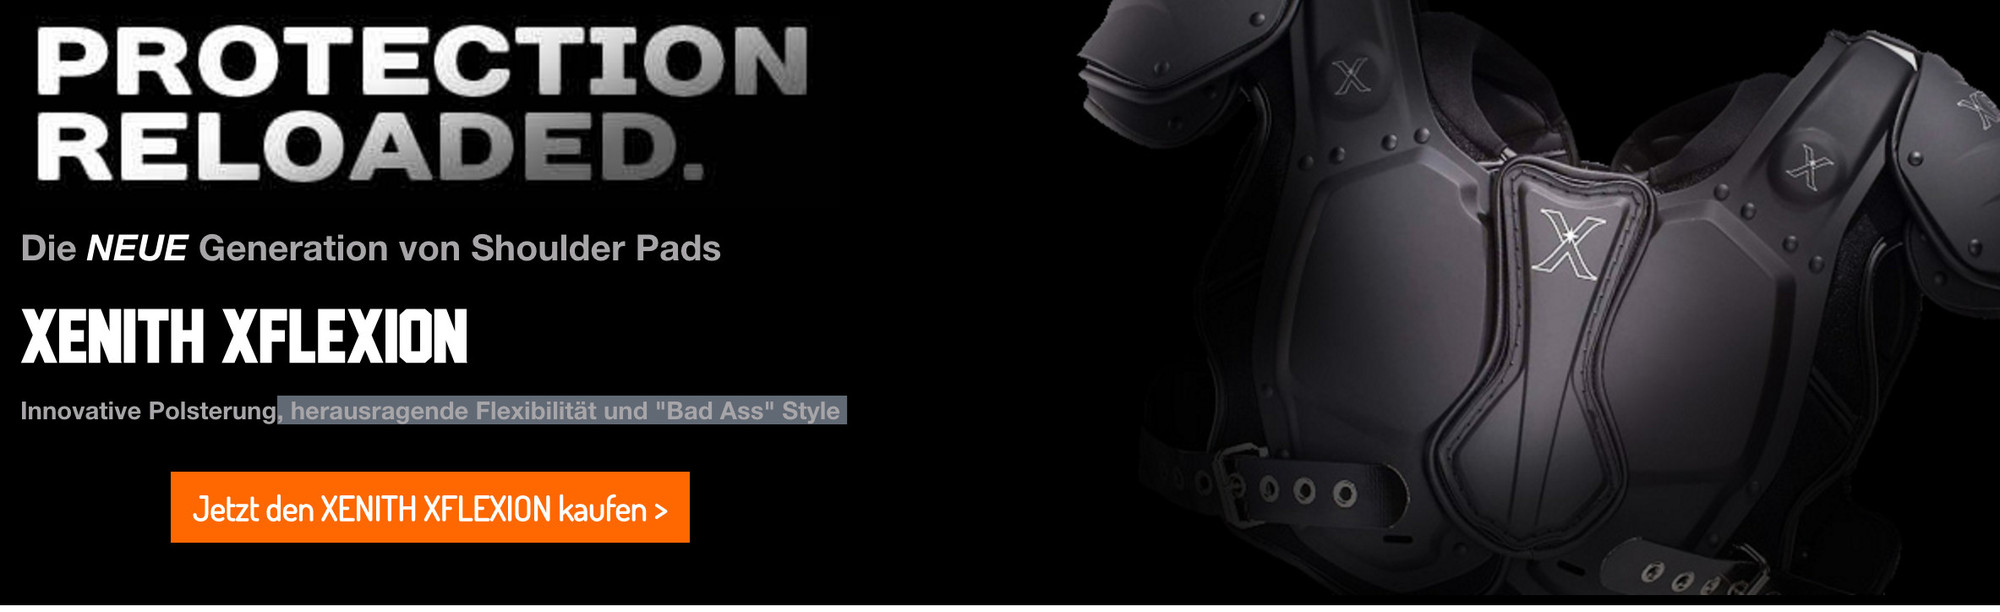 PROTECTION
RELOADED.
Die NEUE Generation von Shoulder Pads
XENITH XFLEXION
Innovative Polsterung, herausragende Flexibilität und "Bad Ass" Style
Jetzt den XENITH XFLEXION kaufen >
X
X
X